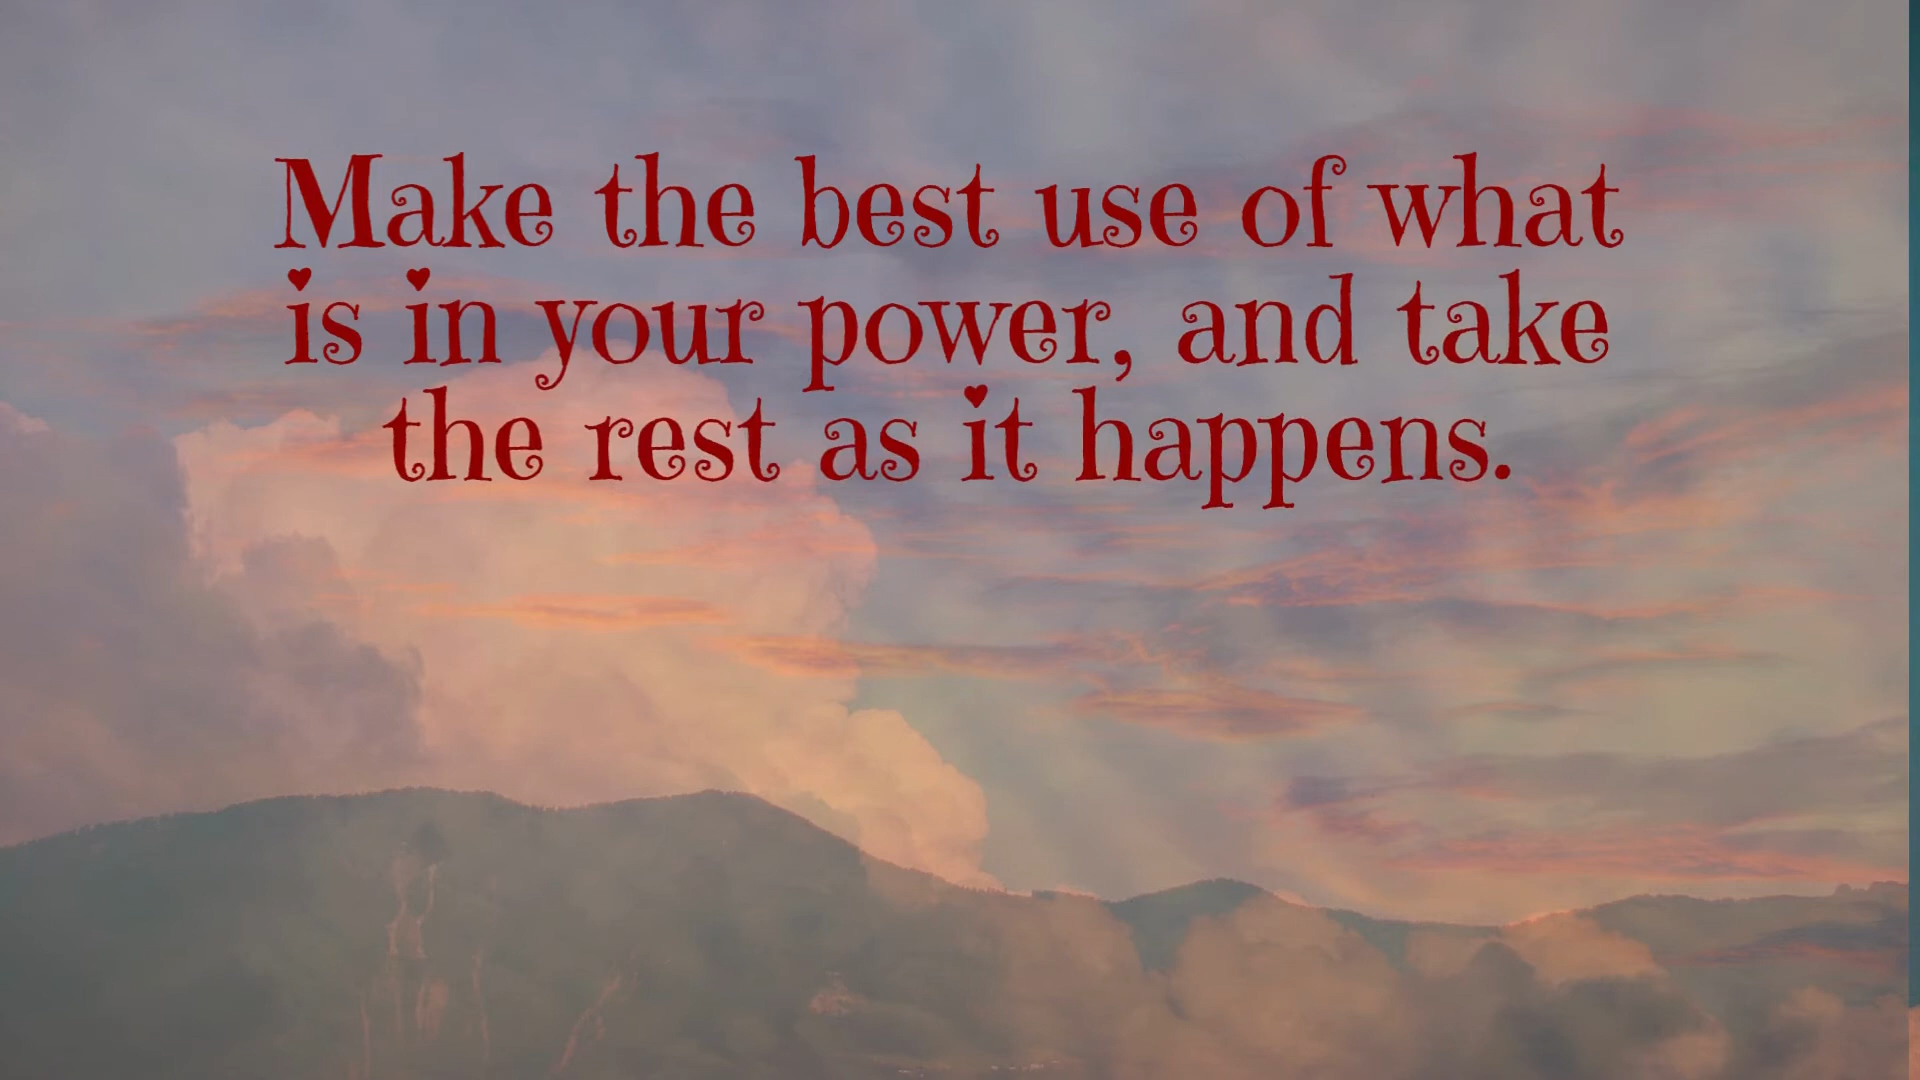 Make the best use of what
is in your power, and take
the rest as it happens.